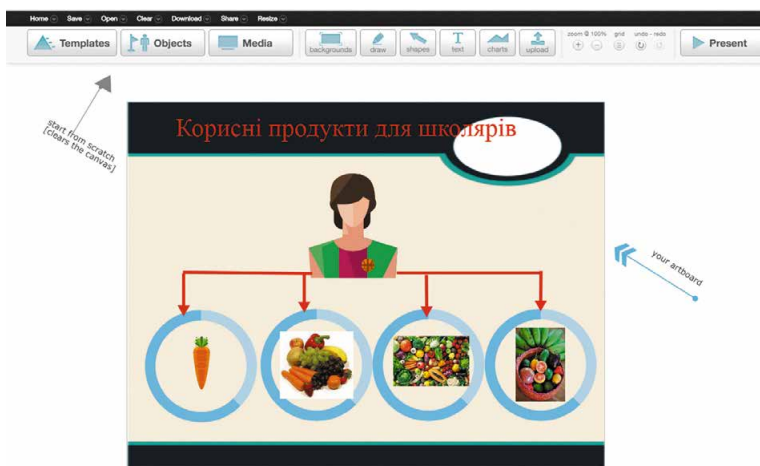 Home Save Open Clear Download Share Resize
Templates Objects Media backgrounds draw shapes text charts upload
zoom @ 100% grid undo - redo
Present
start from scratch
[clears the canvas]
Корисні продукти для школярів
your artboard